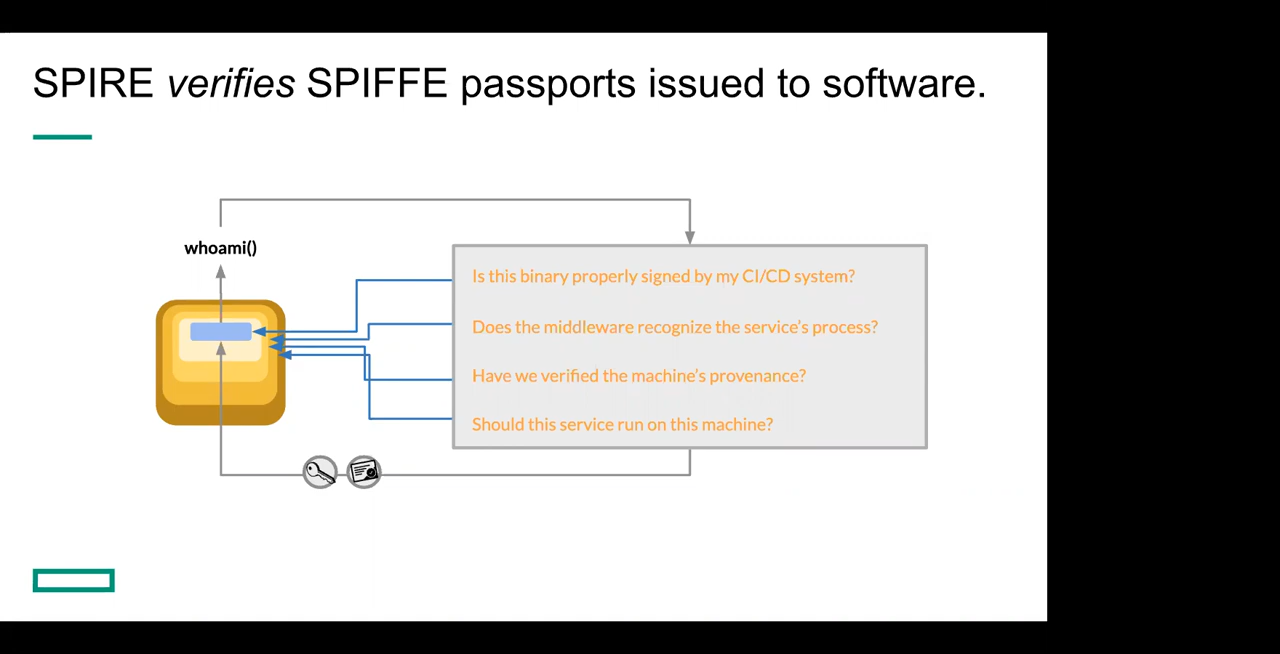 SPIRE verifies SPIFFE passports issued to software.
whoami()
Is this binary properly signed by my CI/CD system?
Does the middleware recognize the service's process?
Have we verified the machine's provenance?
Should this service run on this machine?